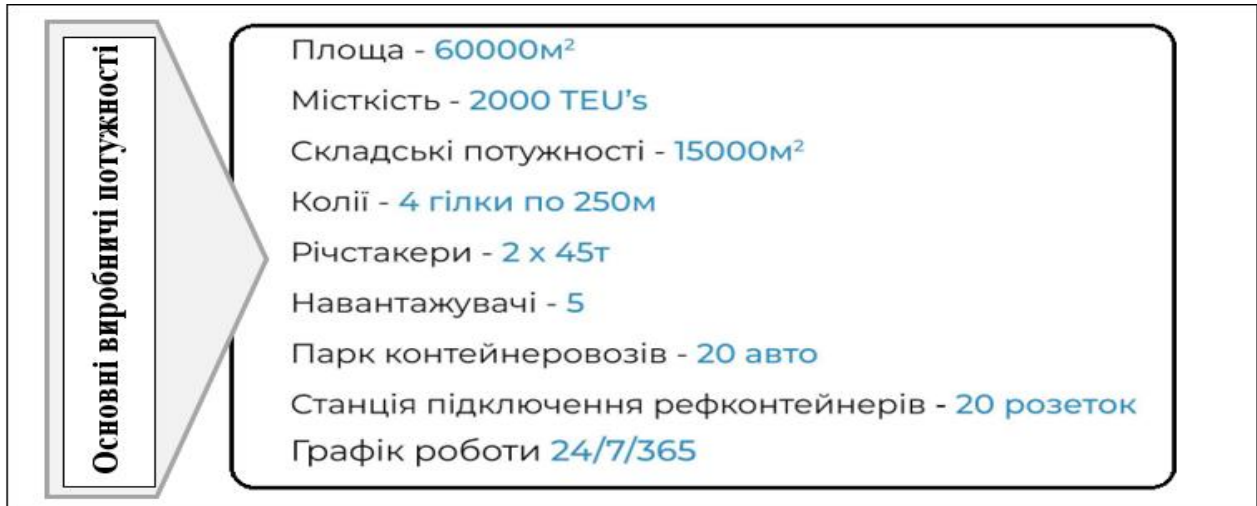 Основні виробничі потужності
Площа - 60000м²
Місткість - 2000 TEU's
Складські потужності - 15000м²
Колії - 4 гілки по 250м
Річстакери - 2 x 45т
Навантажувачі - 5
Парк контейнеровозів - 20 авто
Станція підключення рефконтейнерів - 20 розеток
Графік роботи 24/7/365